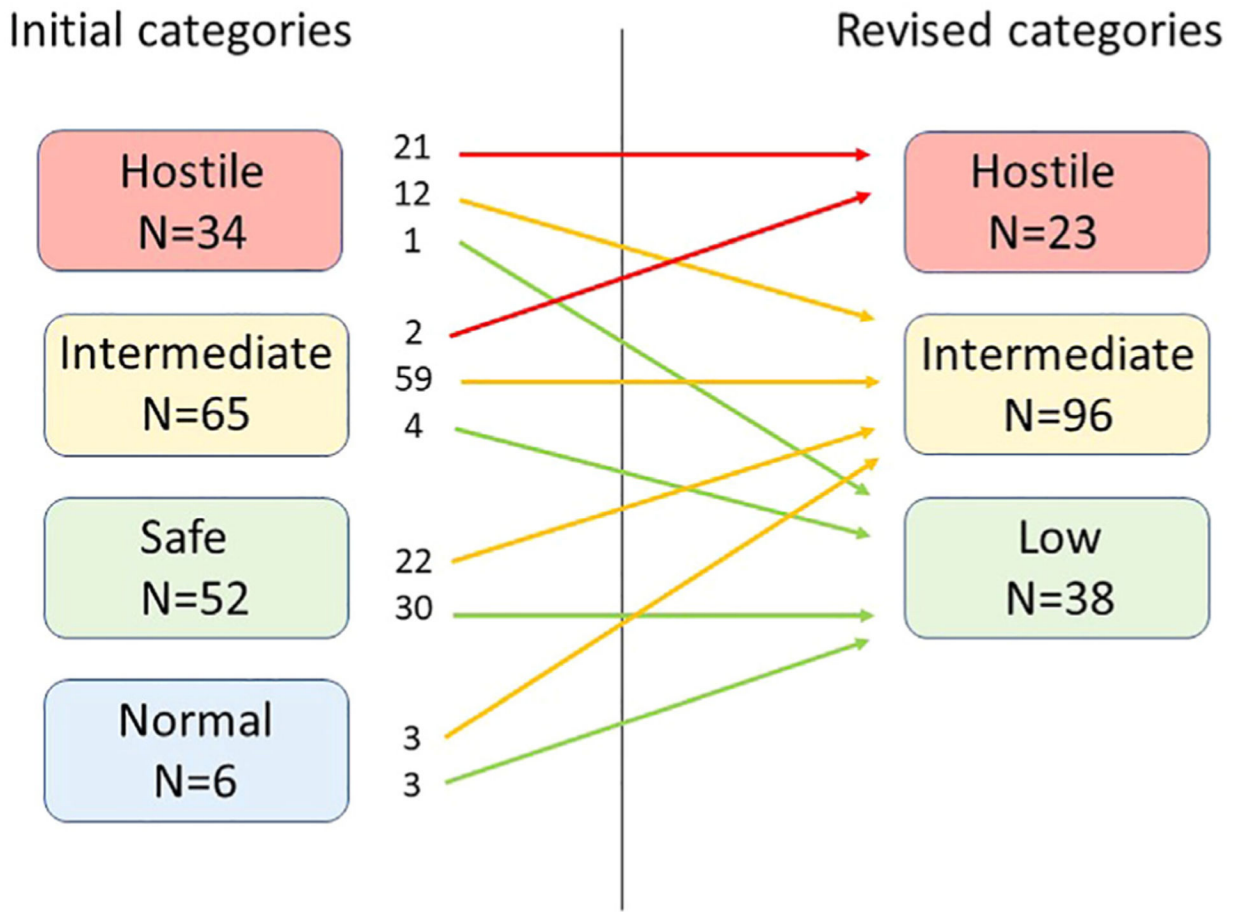 Initial categories
Revised categories
Hostile
N=34
21
12
1
Hostile
N=23
Intermediate
N=65
2
59
4
Intermediate
N=96
Safe
N=52
22
30
Low
N=38
Normal
N=6
3
3